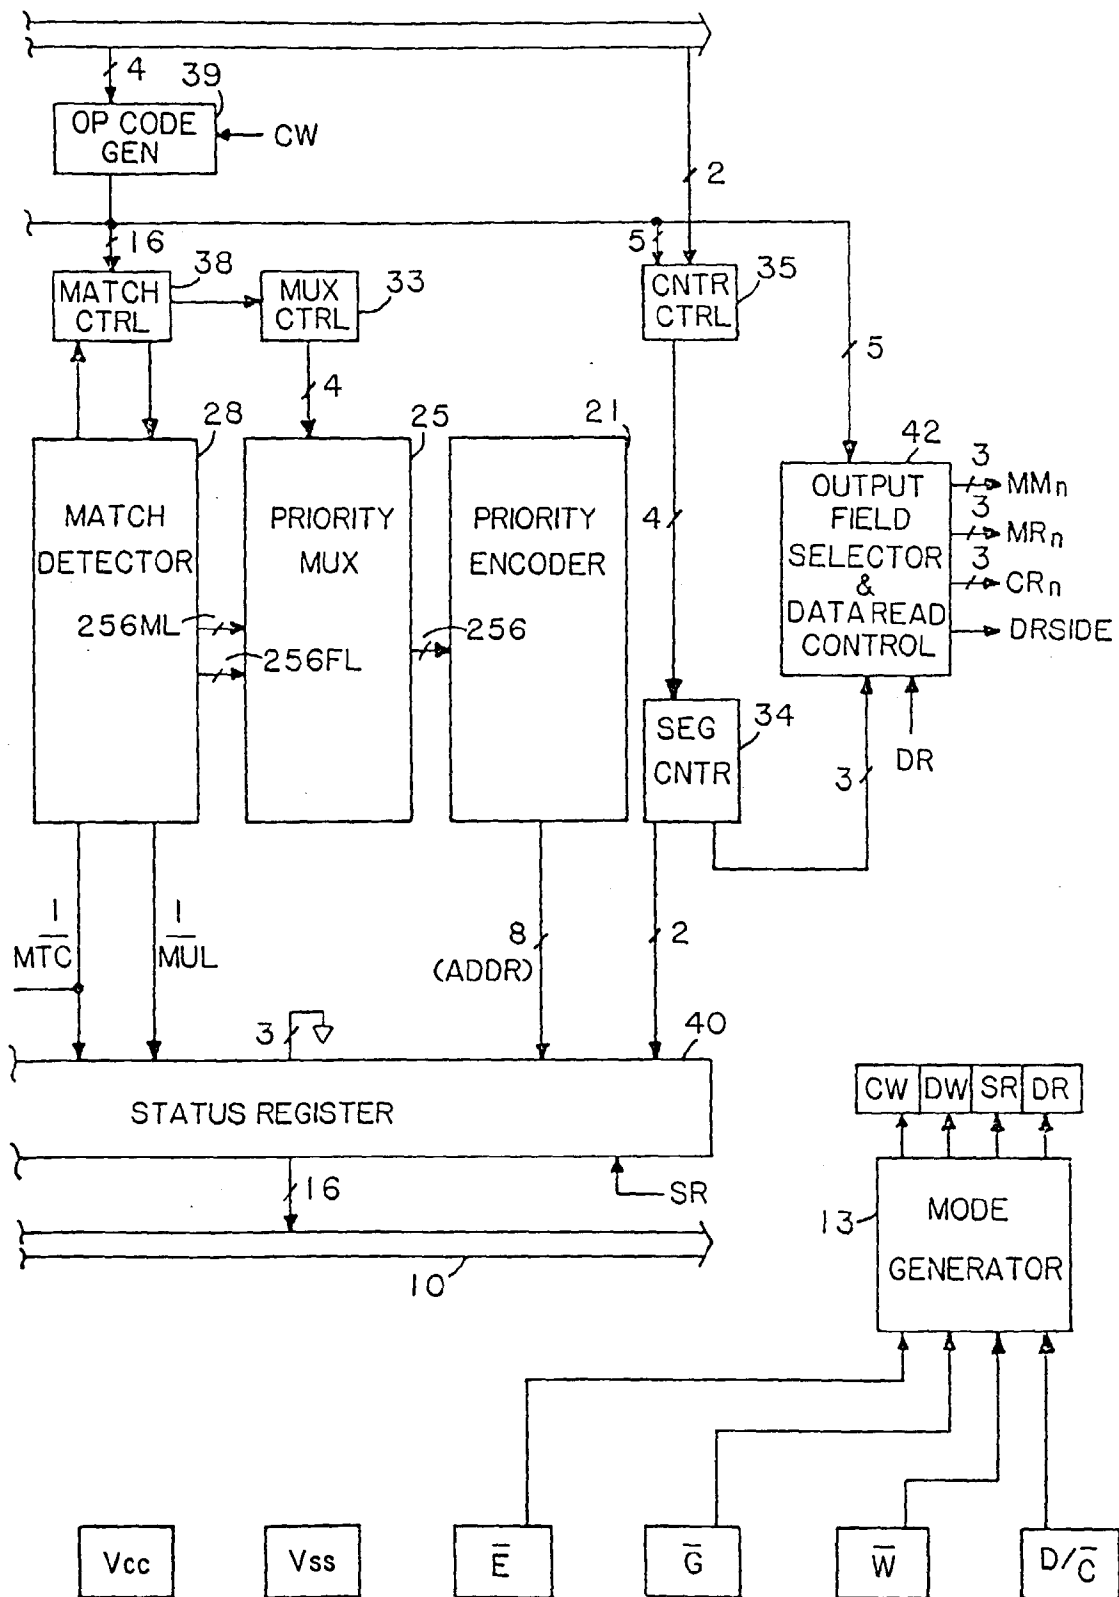 4
39
OP CODE
GEN
CW
2
16
5
38
MATCH
CTRL
MUX
CTRL
33
CNTR
CTRL
35
5
4
28
25
21
42
MATCH
DETECTOR
PRIORITY
MUX
PRIORITY
ENCODER
4
OUTPUT
FIELD
SELECTOR
&
DATA READ
CONTROL
3
MMn
3
MRn
3
CRn
DRSIDE
256ML
256FL
256
SEG
CNTR
34
3
DR
1
M̅T̅C̅
1
M̅U̅L̅
8
(ADDR)
2
3
40
STATUS REGISTER
CW DW SR DR
16
SR
13
MODE
GENERATOR
10
Vcc
Vss
E̅
G̅
W̅
D/C̅